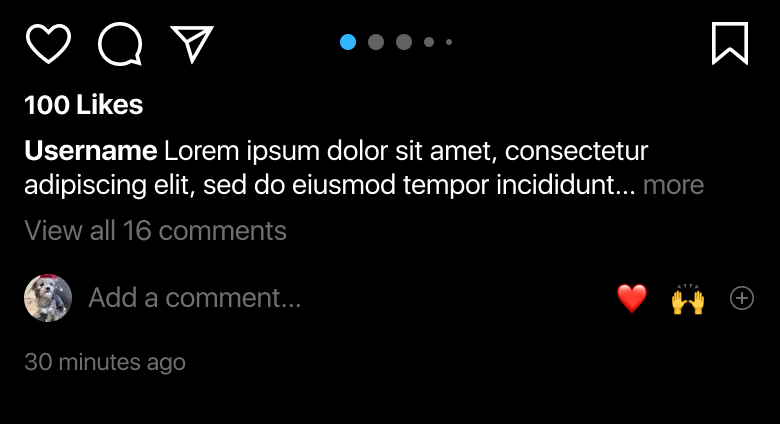 100 Likes
Username Lorem ipsum dolor sit amet, consectetur
adipiscing elit, sed do eiusmod tempor incididunt... more
View all 16 comments
Add a comment...
30 minutes ago